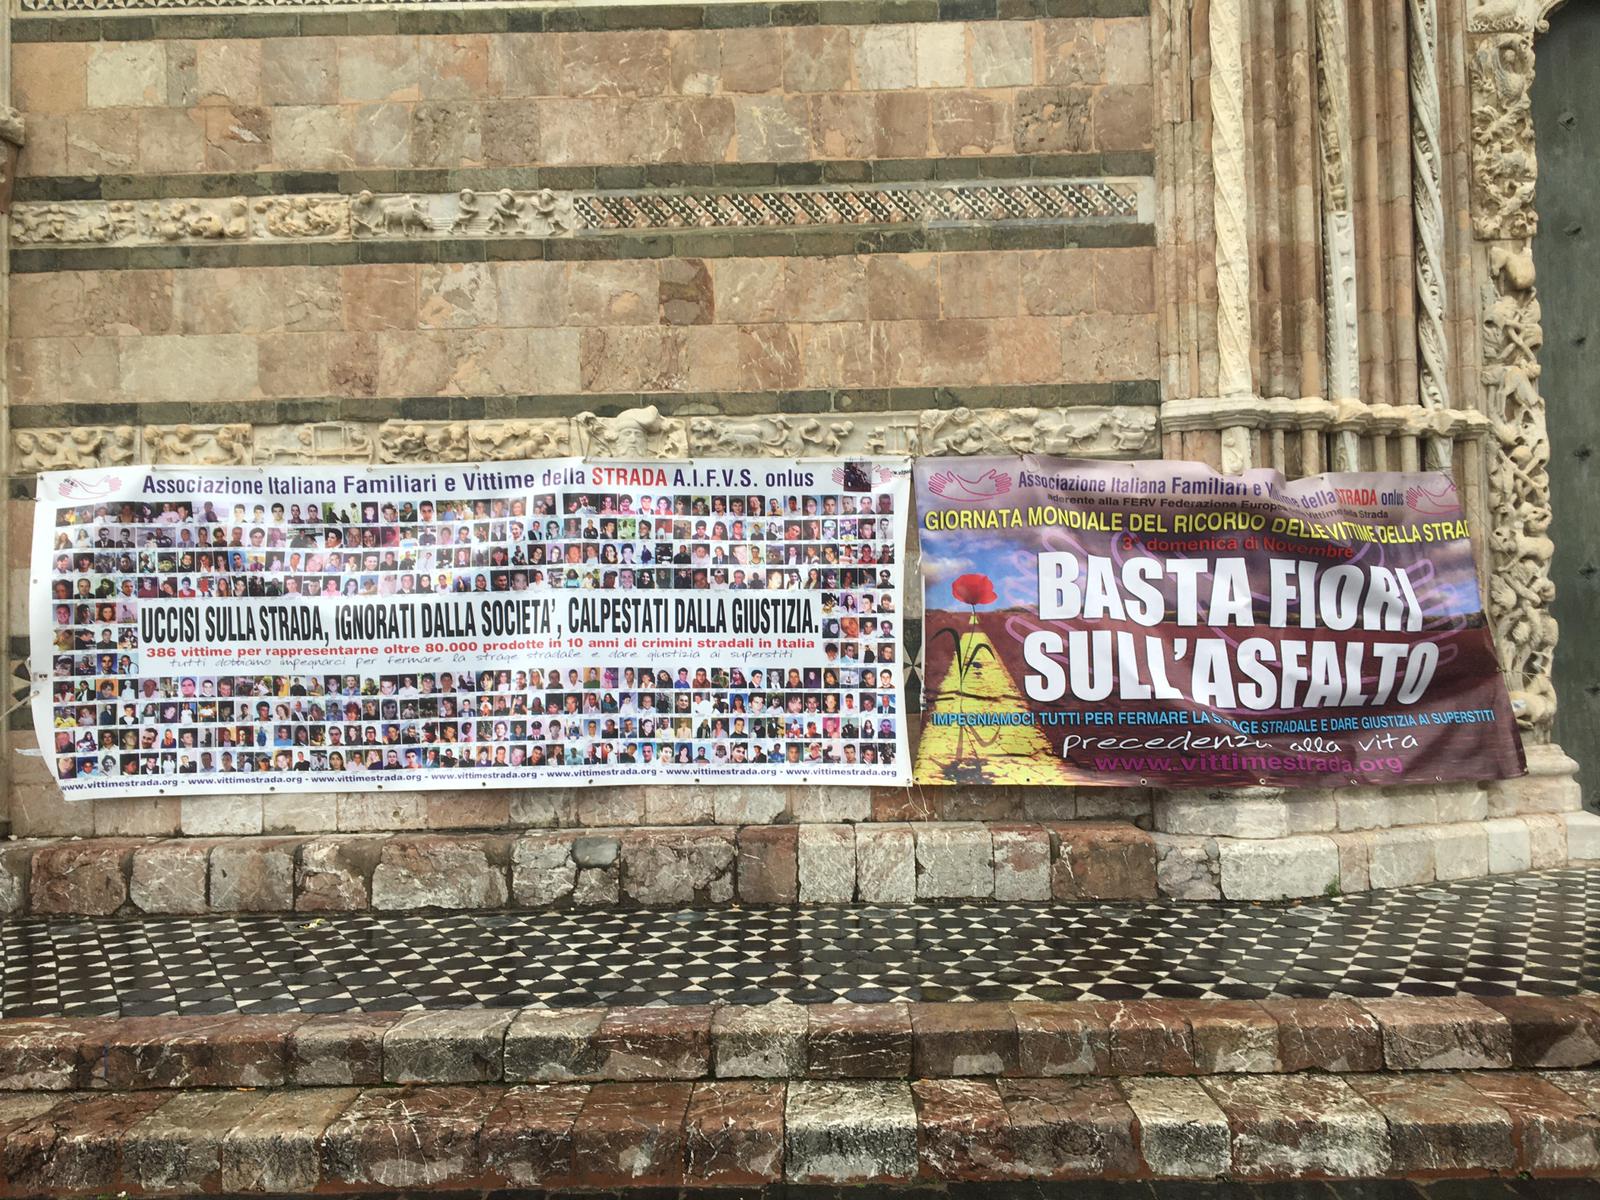 Associazione Italiana Familiari e Vittime della STRADA A.I.F.V.S. onlus
UCCISI SULLA STRADA, IGNORATI DALLA SOCIETA', CALPESTATI DALLA GIUSTIZIA.
386 vittime per rappresentarne oltre 80.000 prodotte in 10 anni di crimini stradali in Italia
tutti dobbiamo impegnarci per fermare la strage stradale e dare giustizia ai superstiti
www.vittimestrada.org - www.vittimestrada.org - www.vittimestrada.org - www.vittimestrada.org - www.vittimestrada.org - www.vittimestrada.org - www.vittimestrada.org
Associazione Italiana Familiari e Vittime della STRADA onlus
aderente alla FERV Federazione Vittime della Strada
GIORNATA MONDIALE DEL RICORDO DELLE VITTIME DELLA STRAD
3° domenica di Novembre
BASTA FIORI
SULL'ASFALTO
IMPEGNIAMOCI TUTTI PER FERMARE LA STRAGE STRADALE E DARE GIUSTIZIA AI SUPERSTITI
precedenza alla vita
www.vittimestrada.org